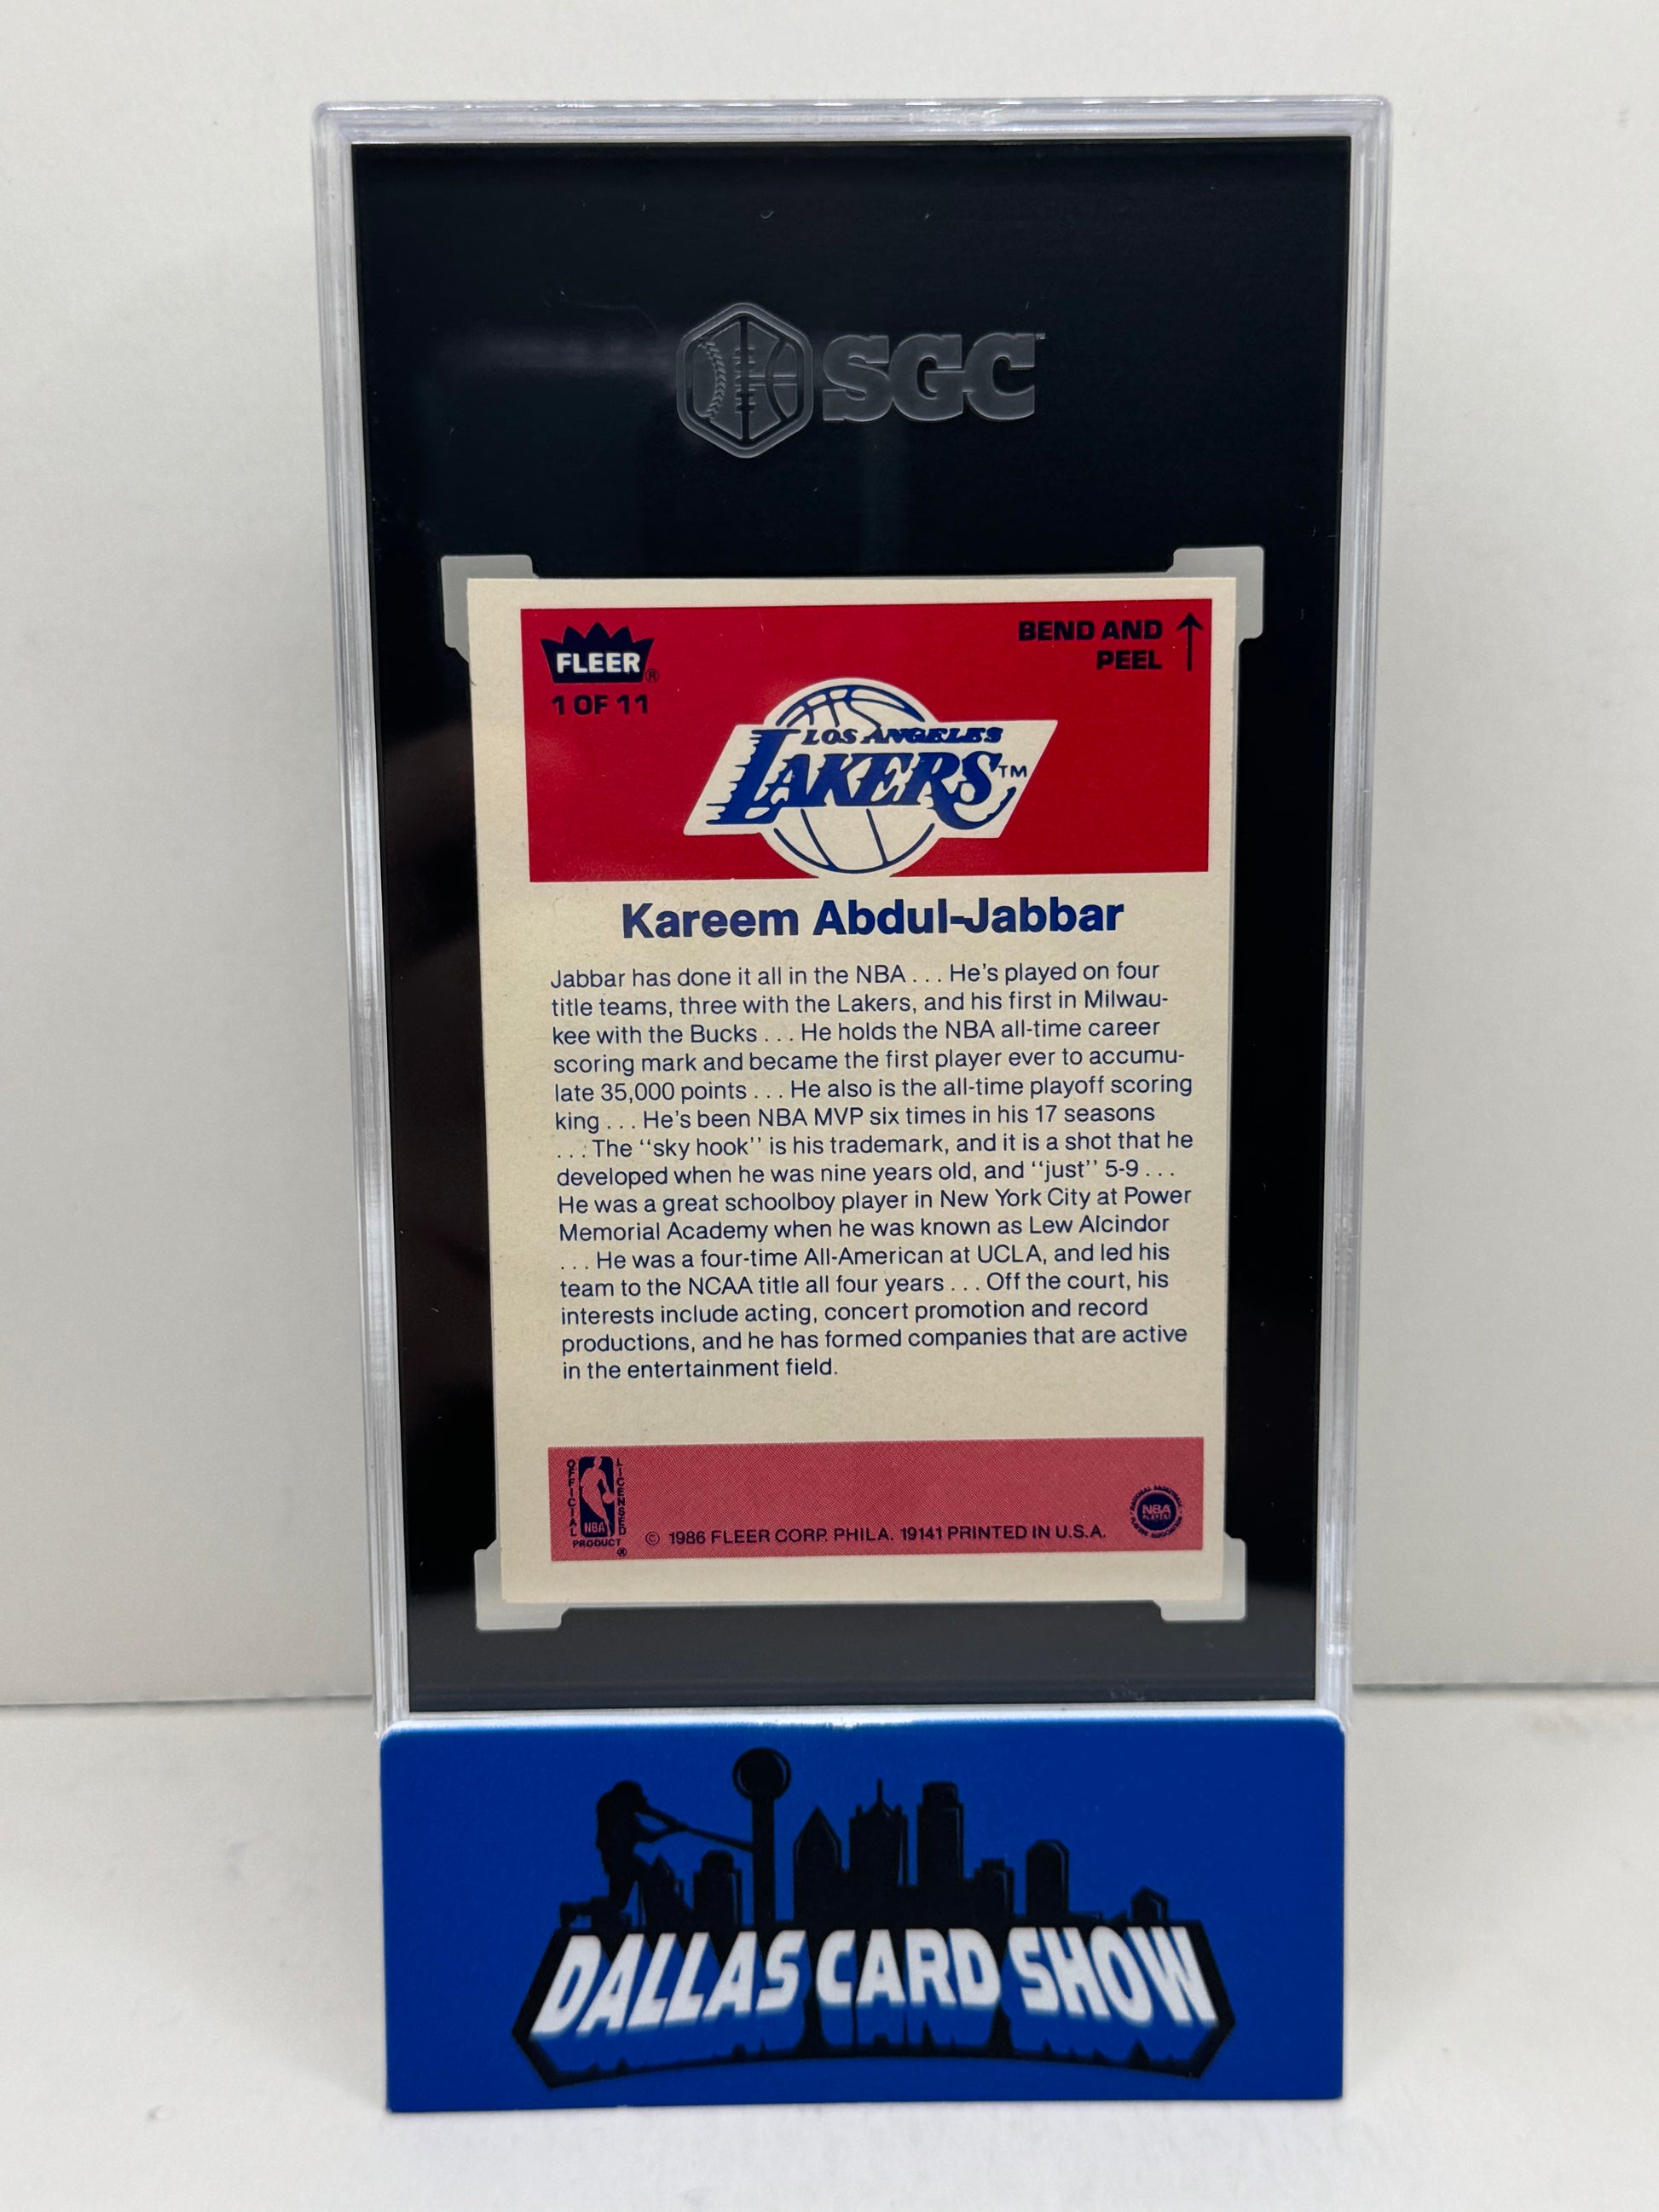 SGC™
FLEER®
1 OF 11
BEND AND
PEEL
LOS ANGELES
LAKERS™
Kareem Abdul-Jabbar
Jabbar has done it all in the NBA . . . He's played on four
title teams, three with the Lakers, and his first in Milwau-
kee with the Bucks . . . He holds the NBA all-time career
scoring mark and became the first player ever to accumu-
late 35,000 points . . . He also is the all-time playoff scoring
king . . . He's been NBA MVP six times in his 17 seasons
. . . The ''sky hook'' is his trademark, and it is a shot that he
developed when he was nine years old, and ''just'' 5-9 . . .
He was a great schoolboy player in New York City at Power
Memorial Academy when he was known as Lew Alcindor
. . . He was a four-time All-American at UCLA, and led his
team to the NCAA title all four years . . . Off the court, his
interests include acting, concert promotion and record
productions, and he has formed companies that are active
in the entertainment field.
OFFICIAL
LICENSED
NBA
PRODUCT ®
© 1986 FLEER CORP. PHILA. 19141 PRINTED IN U.S.A.
NATIONAL BASKETBALL
NBA
PLAYERS
PLAYERS ASSOCIATION
DALLAS CARD SHOW